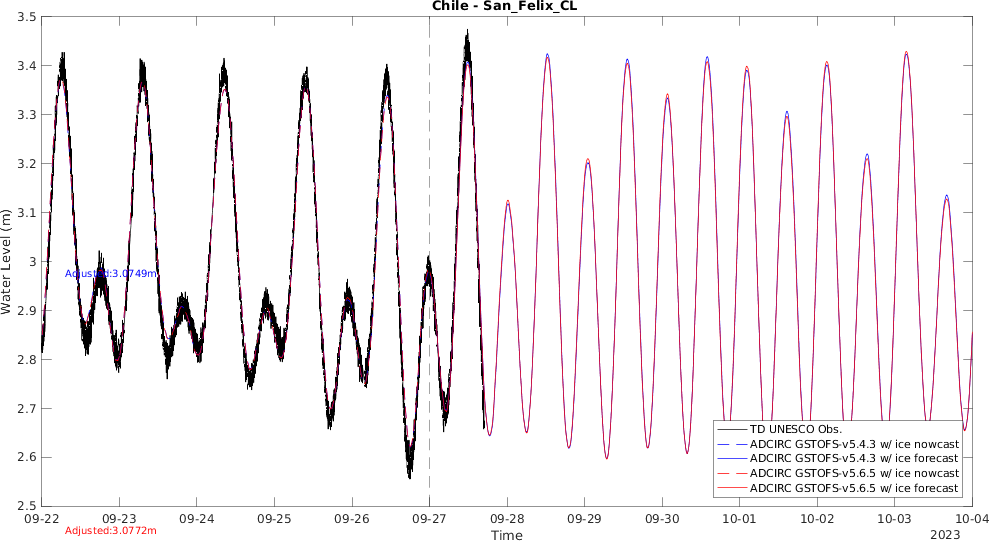 Chile - San_Felix_CL
3.5
3.4
3.3
3.2
3.1
3
2.9
2.8
2.7
2.6
2.5
Water Level (m)
Adjusted:3.0749m
TD UNESCO Obs.
ADCIRC GSTOFS-v5.4.3 w/ ice nowcast
ADCIRC GSTOFS-v5.4.3 w/ ice forecast
ADCIRC GSTOFS-v5.6.5 w/ ice nowcast
ADCIRC GSTOFS-v5.6.5 w/ ice forecast
09-22 09-23 09-24 09-25 09-26 09-27 09-28 09-29 09-30 10-01 10-02 10-03 10-04
Adjusted:3.0772m
Time
2023